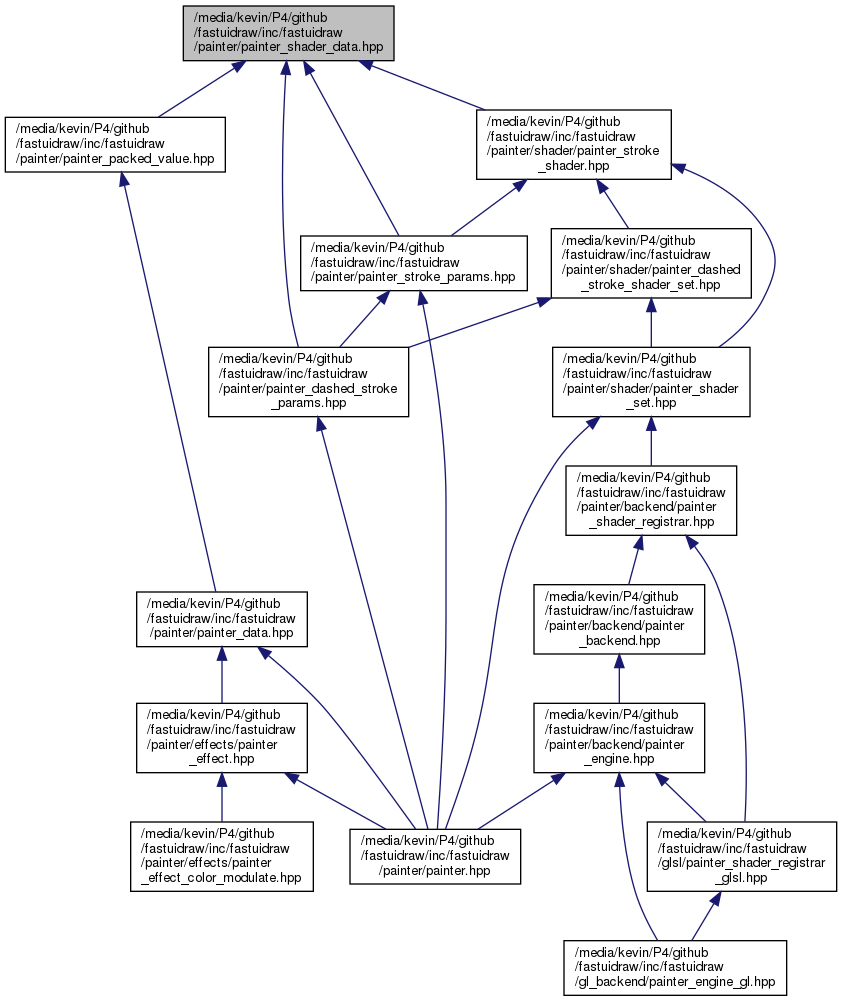 /media/kevin/P4/github
/fastuidraw/inc/fastuidraw
/painter/painter_shader_data.hpp
/media/kevin/P4/github
/fastuidraw/inc/fastuidraw
/painter/painter_packed_value.hpp
/media/kevin/P4/github
/fastuidraw/inc/fastuidraw
/painter/shader/painter_stroke
_shader.hpp
/media/kevin/P4/github
/fastuidraw/inc/fastuidraw
/painter/painter_stroke_params.hpp
/media/kevin/P4/github
/fastuidraw/inc/fastuidraw
/painter/shader/painter_dashed
_stroke_shader_set.hpp
/media/kevin/P4/github
/fastuidraw/inc/fastuidraw
/painter/painter_dashed_stroke
_params.hpp
/media/kevin/P4/github
/fastuidraw/inc/fastuidraw
/painter/shader/painter_shader
_set.hpp
/media/kevin/P4/github
/fastuidraw/inc/fastuidraw
/painter/backend/painter
_shader_registrar.hpp
/media/kevin/P4/github
/fastuidraw/inc/fastuidraw
/painter/painter_data.hpp
/media/kevin/P4/github
/fastuidraw/inc/fastuidraw
/painter/backend/painter
_backend.hpp
/media/kevin/P4/github
/fastuidraw/inc/fastuidraw
/painter/effects/painter
_effect.hpp
/media/kevin/P4/github
/fastuidraw/inc/fastuidraw
/painter/backend/painter
_engine.hpp
/media/kevin/P4/github
/fastuidraw/inc/fastuidraw
/painter/effects/painter
_effect_color_modulate.hpp
/media/kevin/P4/github
/fastuidraw/inc/fastuidraw
/painter/painter.hpp
/media/kevin/P4/github
/fastuidraw/inc/fastuidraw
/glsl/painter_shader_registrar
_glsl.hpp
/media/kevin/P4/github
/fastuidraw/inc/fastuidraw
/gl_backend/painter_engine_gl.hpp